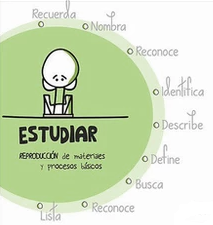 Recuerda
Nombra
Reconoce
Identifica
Describe
Define
Busca
Reconoce
Lista
ESTUDIAR
REPRODUCCIÓN de materiales
y procesos básicos